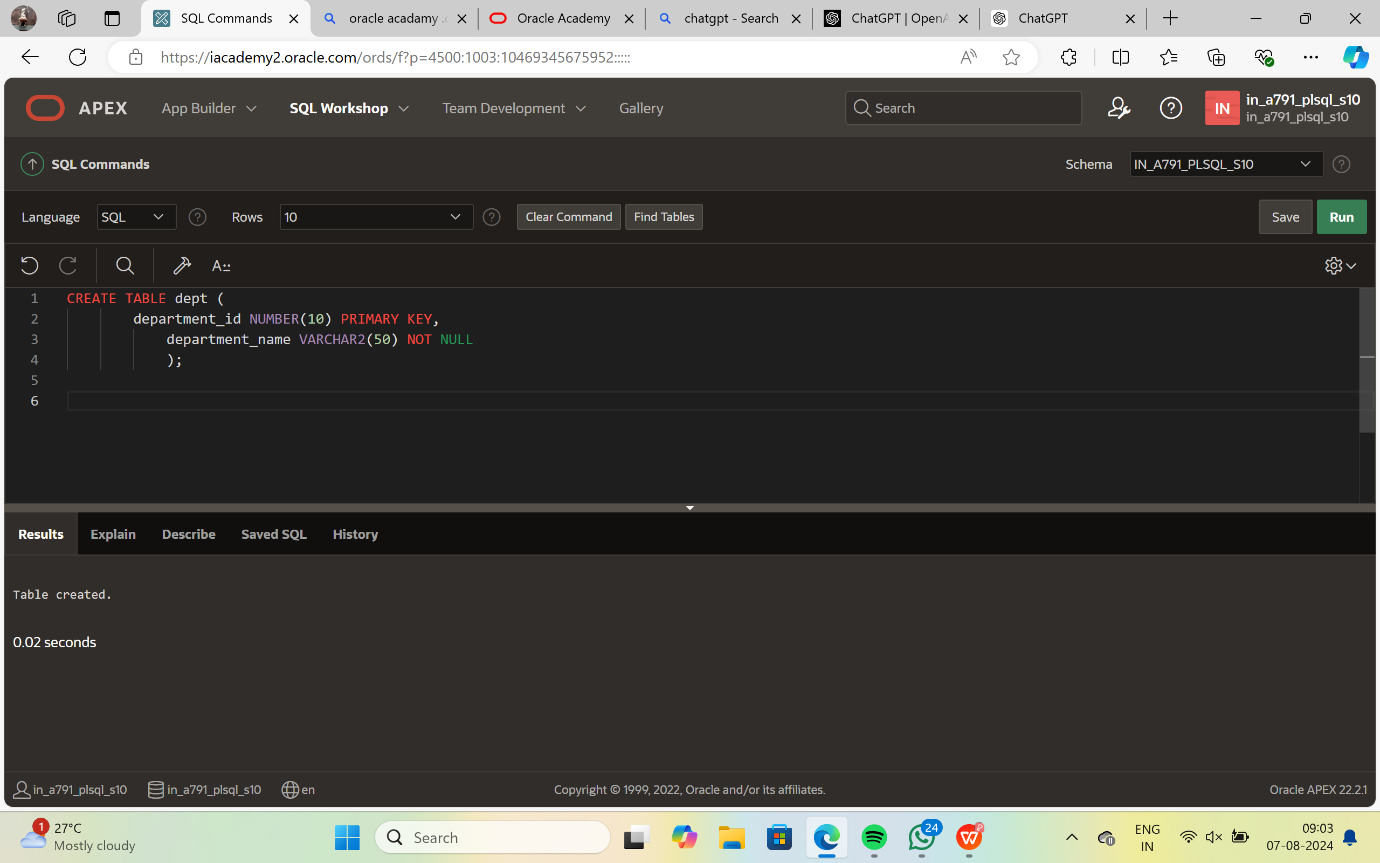 SQL Commands
oracle acadamy .c
Oracle Academy
chatgpt - Search
ChatGPT | OpenA
ChatGPT
https://iacademy2.oracle.com/ords/f?p=4500:1003:10469345675952:::::
APEX
App Builder
SQL Workshop
Team Development
Gallery
Search
IN
in_a791_plsql_s10
in_a791_plsql_s10
SQL Commands
Schema
IN_A791_PLSQL_S10
Language
SQL
Rows
10
Clear Command
Find Tables
Save
Run
1 CREATE TABLE dept (
2 department_id NUMBER(10) PRIMARY KEY,
3 department_name VARCHAR2(50) NOT NULL
4 );
5
6
Results
Explain
Describe
Saved SQL
History
Table created.
0.02 seconds
in_a791_plsql_s10
in_a791_plsql_s10
en
Copyright © 1999, 2022, Oracle and/or its affiliates.
Oracle APEX 22.2.1
1
27°C
Mostly cloudy
Search
24
ENG
IN
09:03
07-08-2024